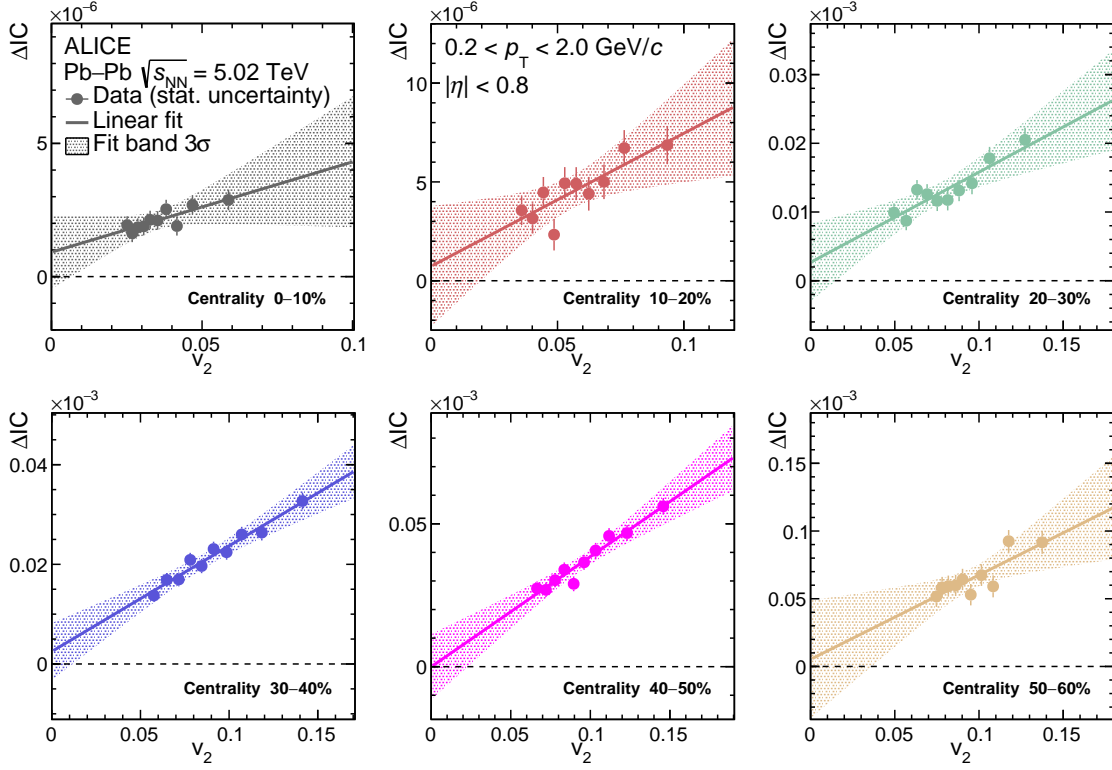 ×10⁻⁶
ΔIC
ALICE
Pb–Pb √s_NN = 5.02 TeV
Data (stat. uncertainty)
Linear fit
Fit band 3σ
5
0
Centrality 0–10%
0 0.05 0.1
v₂
×10⁻⁶
ΔIC
0.2 < p_T < 2.0 GeV/c
|η| < 0.8
10
5
0
Centrality 10–20%
0 0.05 0.1
v₂
×10⁻³
ΔIC
0.03
0.02
0.01
0
Centrality 20–30%
0 0.05 0.1 0.15
v₂
×10⁻³
ΔIC
0.04
0.02
0
Centrality 30–40%
0 0.05 0.1 0.15
v₂
×10⁻³
ΔIC
0.05
0
Centrality 40–50%
0 0.05 0.1 0.15
v₂
×10⁻³
ΔIC
0.15
0.1
0.05
0
Centrality 50–60%
0 0.05 0.1 0.15
v₂